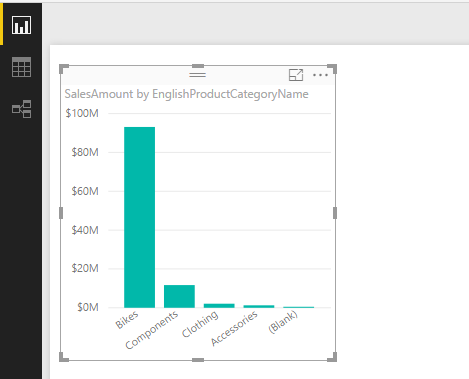 SalesAmount by EnglishProductCategoryName
$100M
$80M
$60M
$40M
$20M
$0M
Bikes
Components
Clothing
Accessories
(Blank)